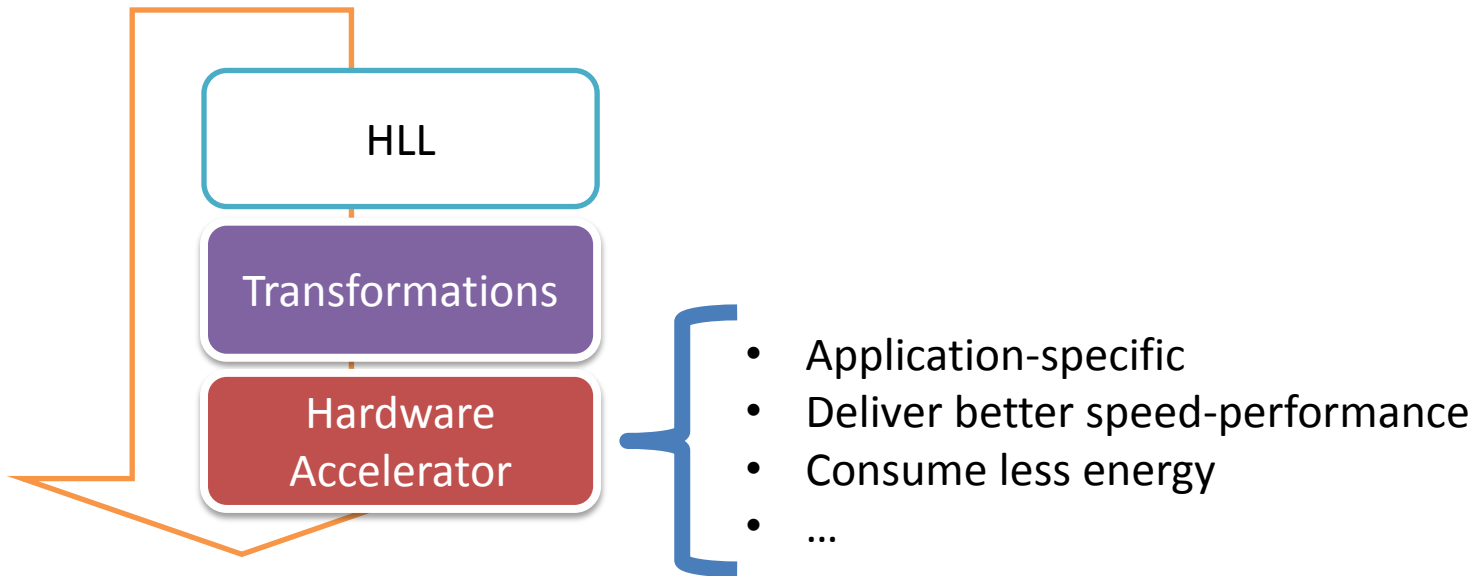 HLL
Transformations
Hardware
Accelerator
• Application-specific
• Deliver better speed-performance
• Consume less energy
• ...